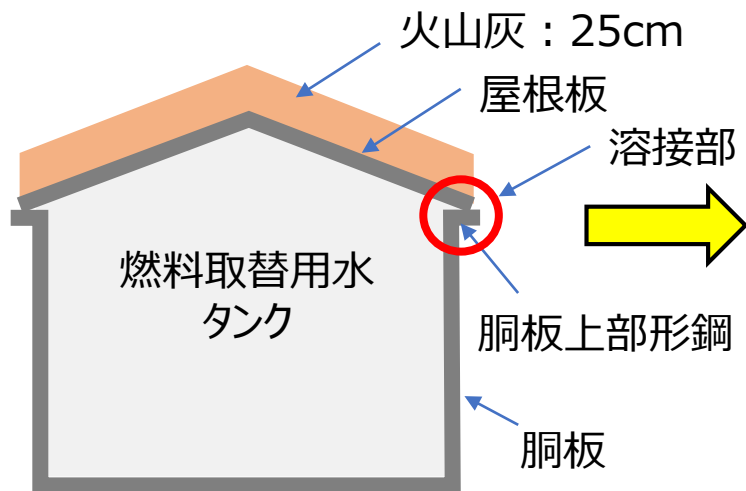 火山灰：25cm
屋根板
溶接部
燃料取替用水
タンク
胴板上部形鋼
胴板